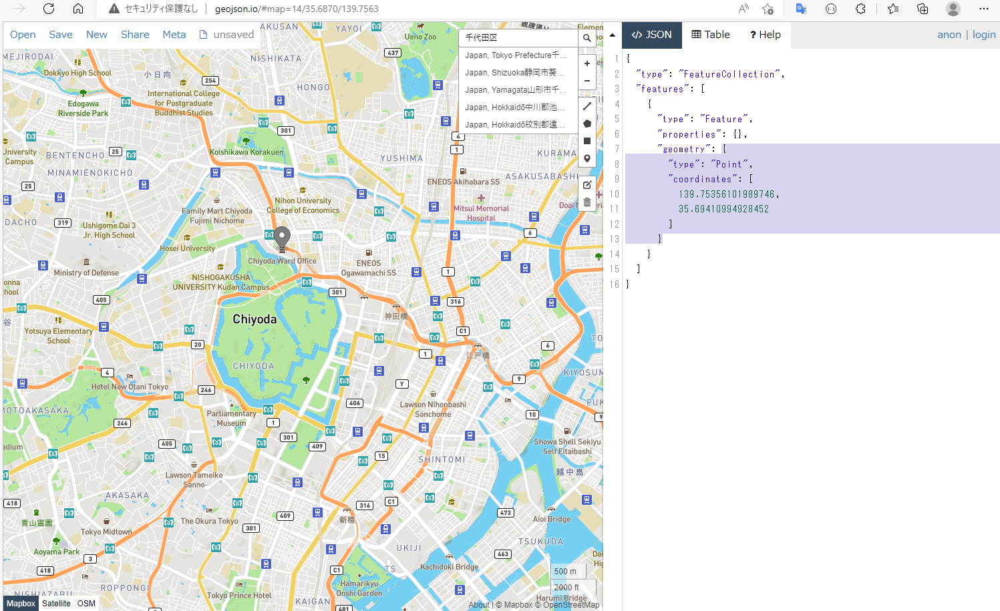 セキュリティ保護なし
geojson.io/#map=14/35.6870/139.7563
Open Save New Share Meta unsaved
千代田区
Japan, Tokyo Prefecture千...
Japan, Shizuoka静岡市葵...
Japan, Yamagata山形市千...
Japan, Hokkaidō中川郡池...
Japan, Hokkaidō紋別郡遠...
+
−
</> JSON
Table
? Help
anon | login
1 {
2 "type": "FeatureCollection",
3 "features": [
4 {
5 "type": "Feature",
6 "properties": {},
7 "geometry": {
8 "type": "Point",
9 "coordinates": [
10 139.75356101989746,
11 35.69410994928452
12 ]
13 }
14 }
15 ]
16 }
AKUSAN
YAYOI
Ueno Zoo
MEJIRODAI
Dokkyo High School
小日向
NISHIKATA
437
254
HONGO
International College
for Postgraduate
Buddhist Studies
Edogawa
Riverside Park
301
4
1
University
Campus
25
BENTENCHO
Koishikawa Korakuen
YUSHIMA
KURAMA
MINAMIENOKICHO
25
ASAKUSABASHI
ENEOS Akihabara SS
Nihon University
College of Economics
Mitsui Memorial
Hospital
Family Mart Chiyoda
Fujimi Nichome
DACHO
319
Ushigome Dai 3
Jr. High School
6
Hosei University
Chiyoda Ward Office
ENEOS
Ogawamachi SS
Ministry of Defense
NISHOGAKUSHA
UNIVERSITY Kudan Campus
1
301
405
316
神田橋
Chiyoda
Yotsuya Elementary
School
C1
20
1
6
江戸橋
CHIYODA
KIYOSUM
4
Hotel New Otani Tokyo
246
Y
9
406
Lawson Nihonbashi
Sanchome
MOTOAKASAKA
Parliamentary
Museum
10
246
1
301
405
409
Showa Shell Sekiyu
Self Eitaibashi
15
SHINTOMI
越中島
Lawson Tameike
Sanno
AKASAKA
418
316
C1
473
新橋
409
Aioi Bridge
青山霊園
The Okura Tokyo
301
Tokyo Midtown
TSUKUDA
Aoyama Park
UKIJI
3
463
418
C1
Kachidoki Bridge
500 m
Hamarikyu
Onshi Garden
2000 ft
ROPPONGI
Tokyo Prince Hotel
Harumi Bridge
NISHIAZABU
KAIGAN
481
Mapbox Satellite OSM
About | © Mapbox © OpenStreetMap